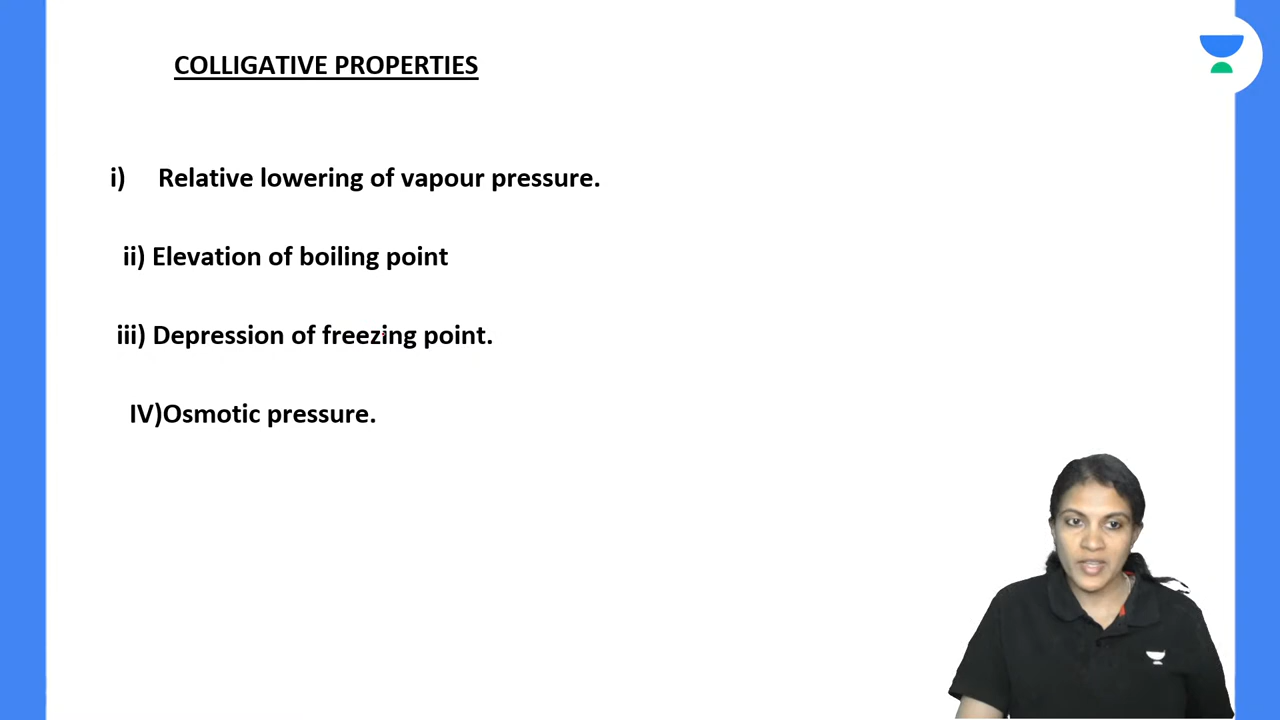 COLLIGATIVE PROPERTIES
i) Relative lowering of vapour pressure.
ii) Elevation of boiling point
iii) Depression of freezing point.
IV)Osmotic pressure.